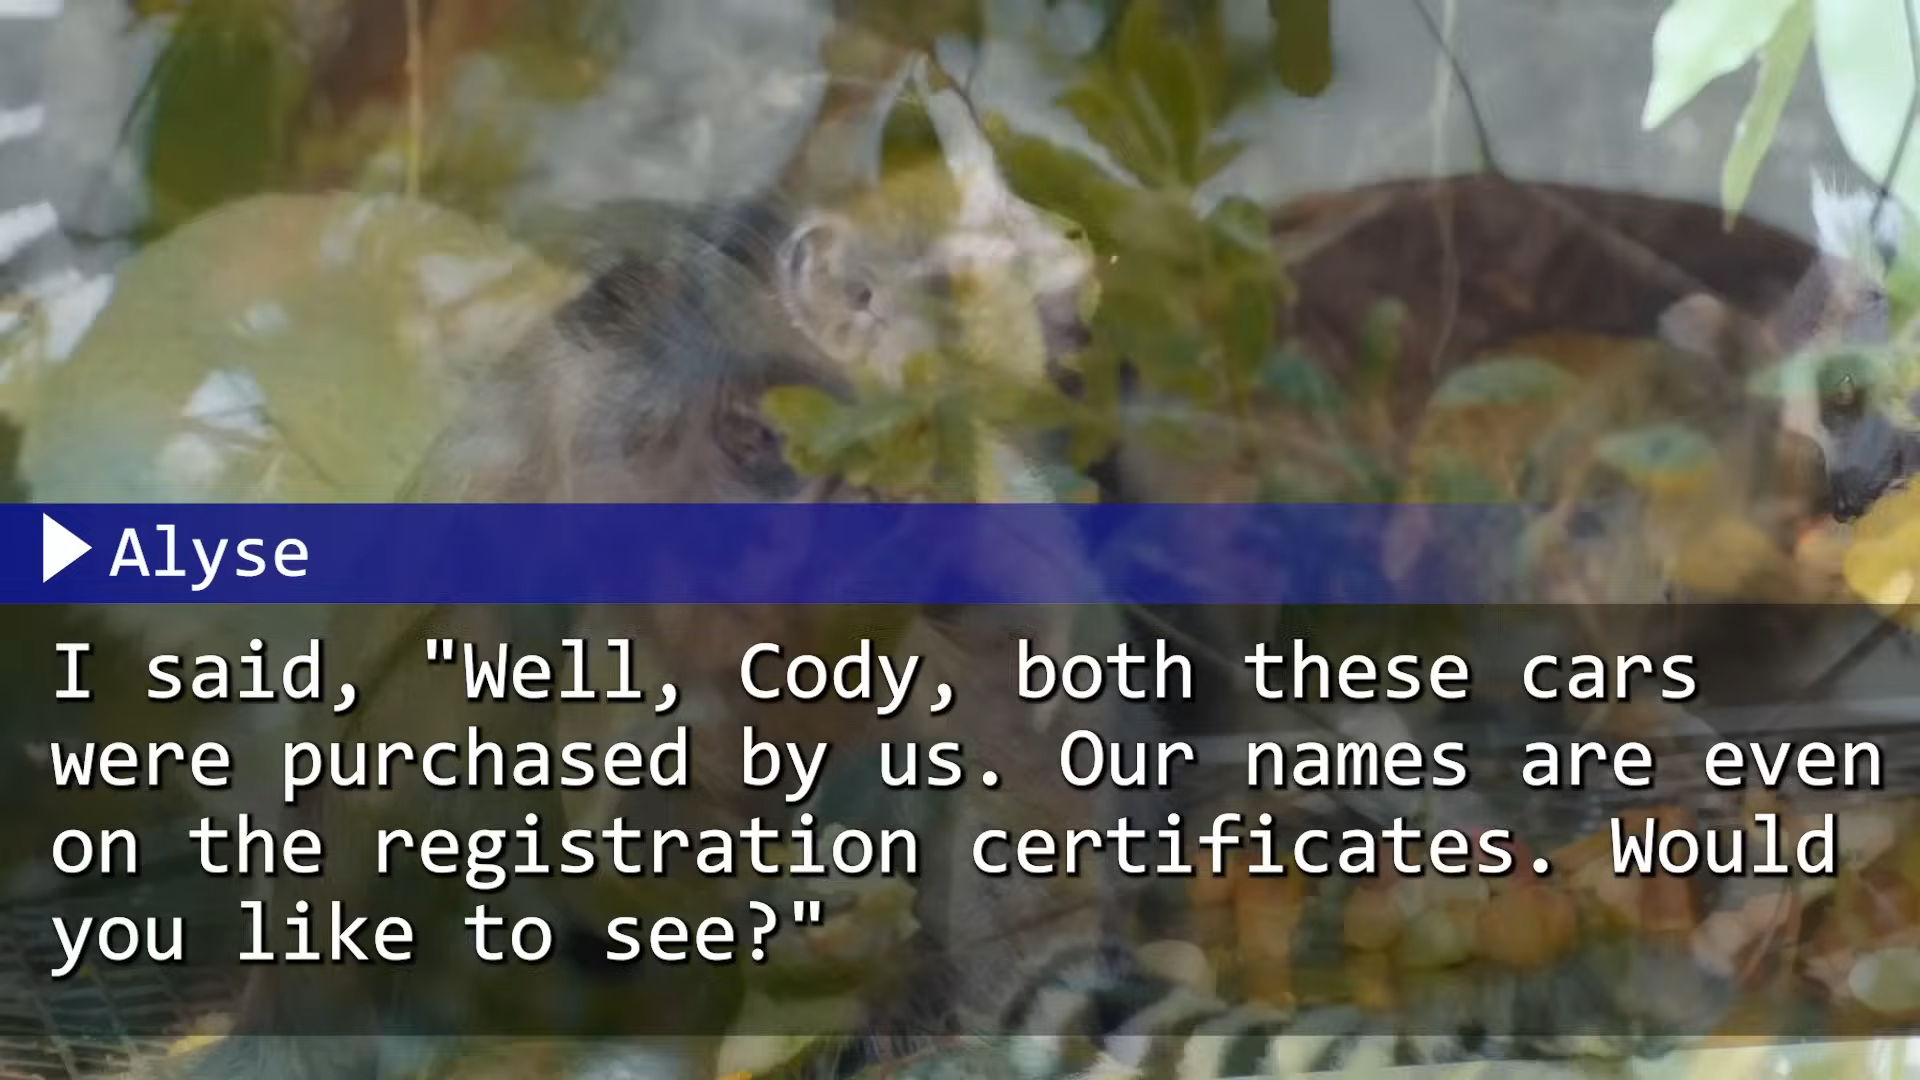 Alyse
I said, "Well, Cody, both these cars
were purchased by us. Our names are even
on the registration certificates. Would
you like to see?"